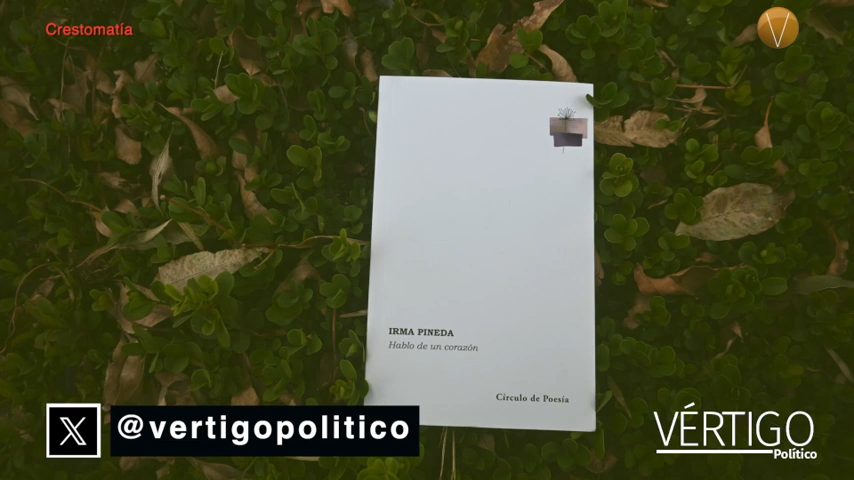 Crestomatía
V
IRMA PINEDA
Hablo de un corazón
Círculo de Poesía
X
@vertigopolitico
VÉRTIGO
Político